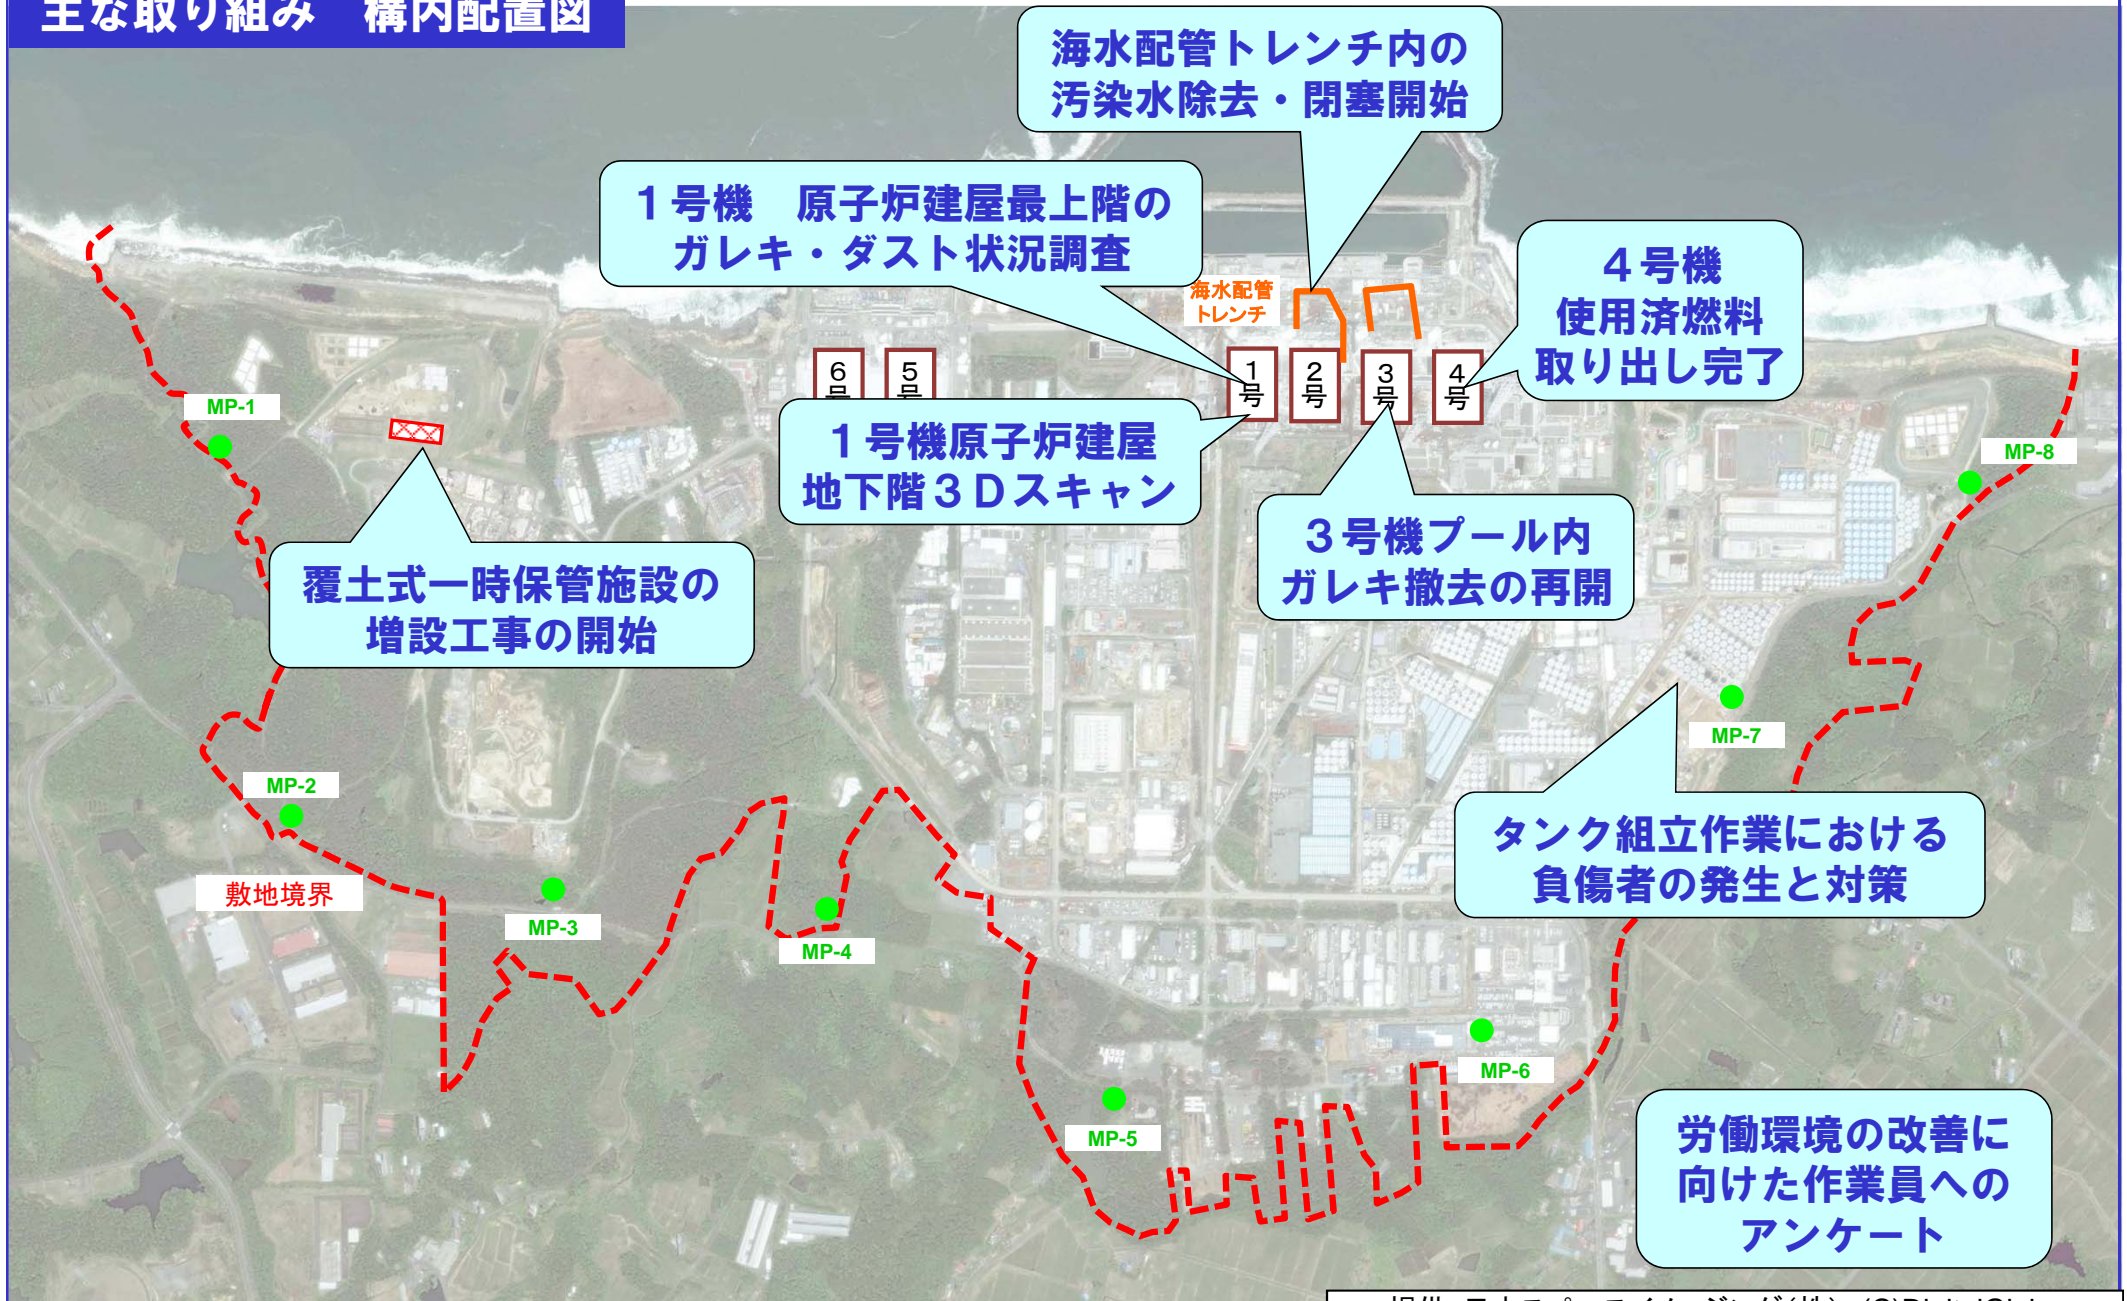 主な取り組み　構内配置図
海水配管トレンチ内の
汚染水除去・閉塞開始
１号機　原子炉建屋最上階の
ガレキ・ダスト状況調査
４号機
使用済燃料
取り出し完了
海水配管
トレンチ
6
号
5
号
1
号
2
号
3
号
4
号
MP-1
１号機原子炉建屋
地下階３Ｄスキャン
MP-8
３号機プール内
ガレキ撤去の再開
覆土式一時保管施設の
増設工事の開始
MP-7
MP-2
タンク組立作業における
負傷者の発生と対策
敷地境界
MP-3
MP-4
MP-6
MP-5
労働環境の改善に
向けた作業員への
アンケート